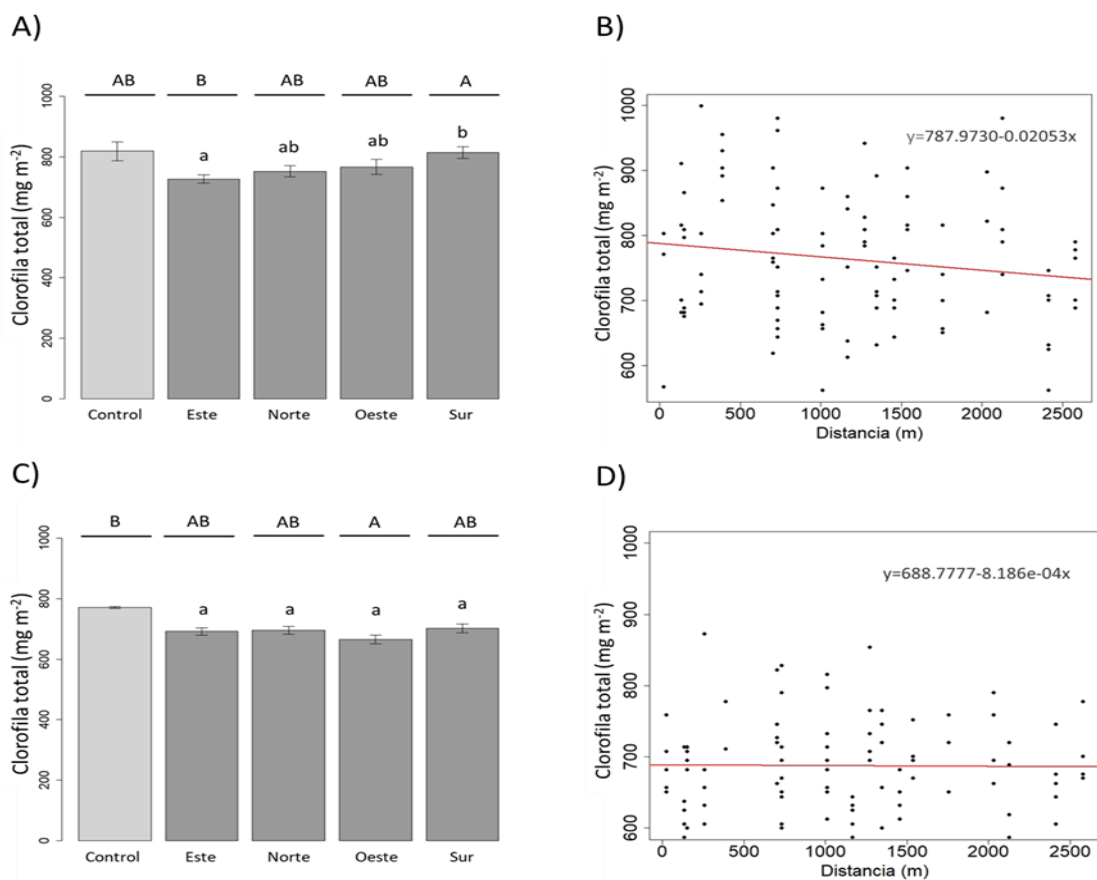 A)
AB B AB AB A
Clorofila total (mg m⁻²)
1000
800
600
400
200
0
a ab ab b
Control Este Norte Oeste Sur
B)
y=787.9730-0.02053x
Clorofila total (mg m⁻²)
1000
900
800
700
600
0 500 1000 1500 2000 2500
Distancia (m)
C)
B AB AB A AB
Clorofila total (mg m⁻²)
1000
800
600
400
200
0
a a a a
Control Este Norte Oeste Sur
D)
y=688.7777-8.186e-04x
Clorofila total (mg m⁻²)
1000
900
800
700
600
0 500 1000 1500 2000 2500
Distancia (m)